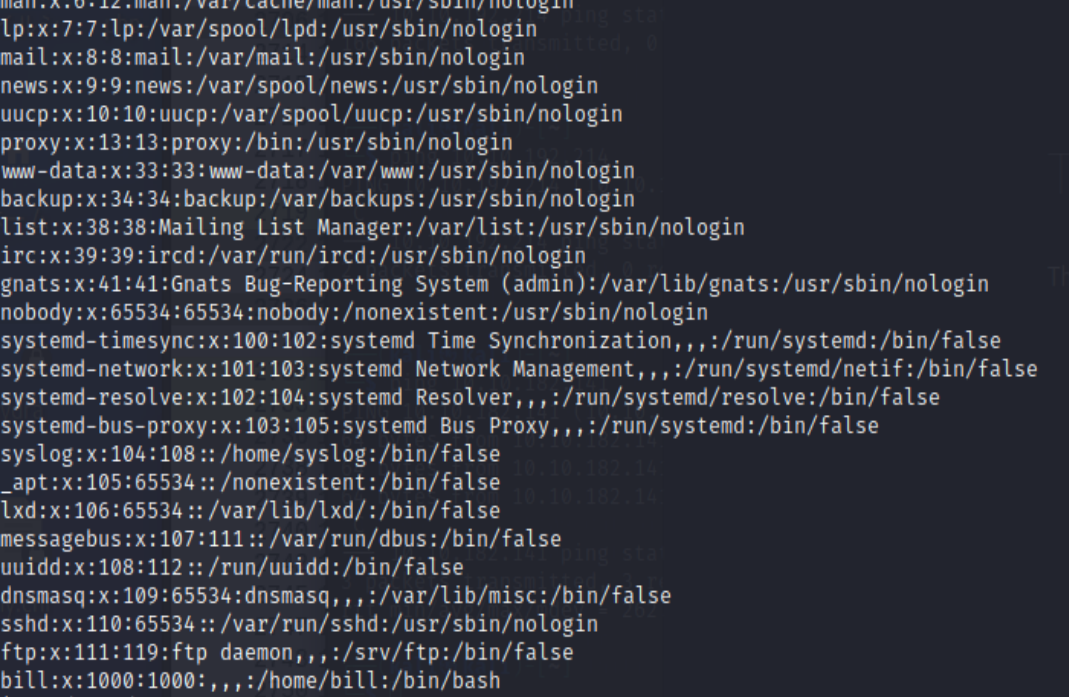 man:x:6:12:man:/var/cache/man:/usr/sbin/nologin
lp:x:7:7:lp:/var/spool/lpd:/usr/sbin/nologin
mail:x:8:8:mail:/var/mail:/usr/sbin/nologin
news:x:9:9:news:/var/spool/news:/usr/sbin/nologin
uucp:x:10:10:uucp:/var/spool/uucp:/usr/sbin/nologin
proxy:x:13:13:proxy:/bin:/usr/sbin/nologin
www-data:x:33:33:www-data:/var/www:/usr/sbin/nologin
backup:x:34:34:backup:/var/backups:/usr/sbin/nologin
list:x:38:38:Mailing List Manager:/var/list:/usr/sbin/nologin
irc:x:39:39:ircd:/var/run/ircd:/usr/sbin/nologin
gnats:x:41:41:Gnats Bug-Reporting System (admin):/var/lib/gnats:/usr/sbin/nologin
nobody:x:65534:65534:nobody:/nonexistent:/usr/sbin/nologin
systemd-timesync:x:100:102:systemd Time Synchronization,,,:/run/systemd:/bin/false
systemd-network:x:101:103:systemd Network Management,,,:/run/systemd/netif:/bin/false
systemd-resolve:x:102:104:systemd Resolver,,,:/run/systemd/resolve:/bin/false
systemd-bus-proxy:x:103:105:systemd Bus Proxy,,,:/run/systemd:/bin/false
syslog:x:104:108::/home/syslog:/bin/false
_apt:x:105:65534::/nonexistent:/bin/false
lxd:x:106:65534::/var/lib/lxd/:/bin/false
messagebus:x:107:111::/var/run/dbus:/bin/false
uuidd:x:108:112::/run/uuidd:/bin/false
dnsmasq:x:109:65534:dnsmasq,,,:/var/lib/misc:/bin/false
sshd:x:110:65534::/var/run/sshd:/usr/sbin/nologin
ftp:x:111:119:ftp daemon,,,:/srv/ftp:/bin/false
bill:x:1000:1000:,,,:/home/bill:/bin/bash